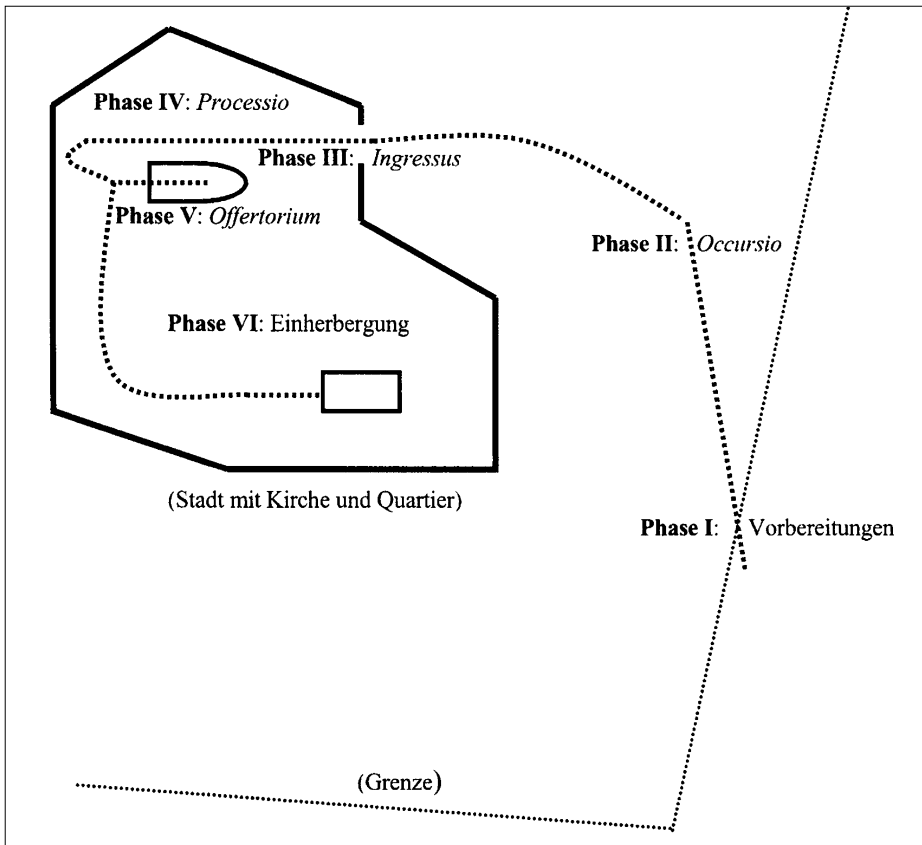 Phase IV: Processio
Phase III: Ingressus
Phase V: Offertorium
Phase II: Occursio
Phase VI: Einherbergung
(Stadt mit Kirche und Quartier)
Phase I: Vorbereitungen
(Grenze)